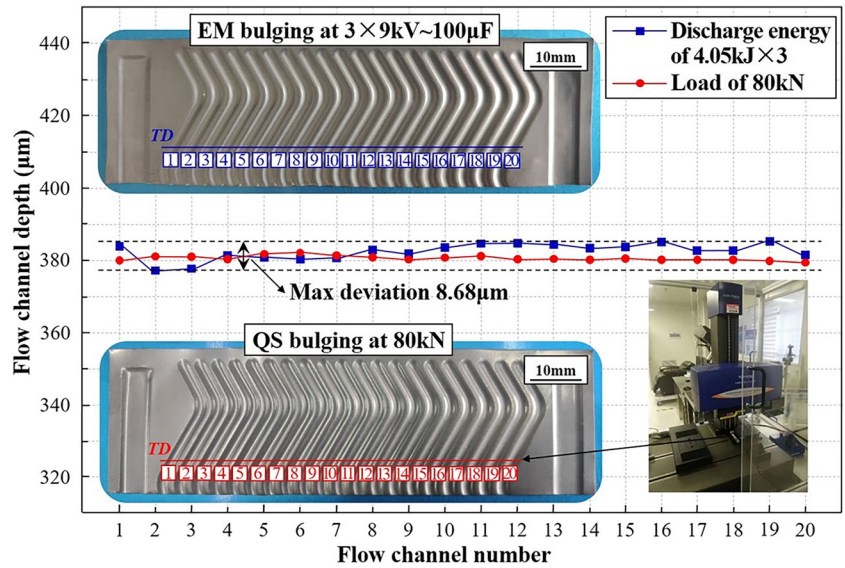 EM bulging at 3×9kV~100μF
10mm
TD
1 2 3 4 5 6 7 8 9 10 11 12 13 14 15 16 17 18 19 20
Discharge energy
of 4.05kJ×3
Load of 80kN
Flow channel depth (μm)
440
420
400
380
360
340
320
Max deviation 8.68μm
QS bulging at 80kN
10mm
TD
1 2 3 4 5 6 7 8 9 10 11 12 13 14 15 16 17 18 19 20
1 2 3 4 5 6 7 8 9 10 11 12 13 14 15 16 17 18 19 20
Flow channel number